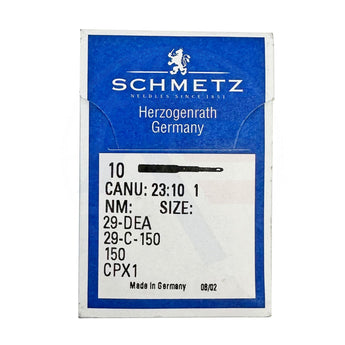 SCHMETZ
NEEDLES SINCE 1851
Herzogenrath
Germany
10
CANU: 23:10 1
NM: SIZE:
29-DEA
29-C-150
150
CPX1
Made in Germany 08/02